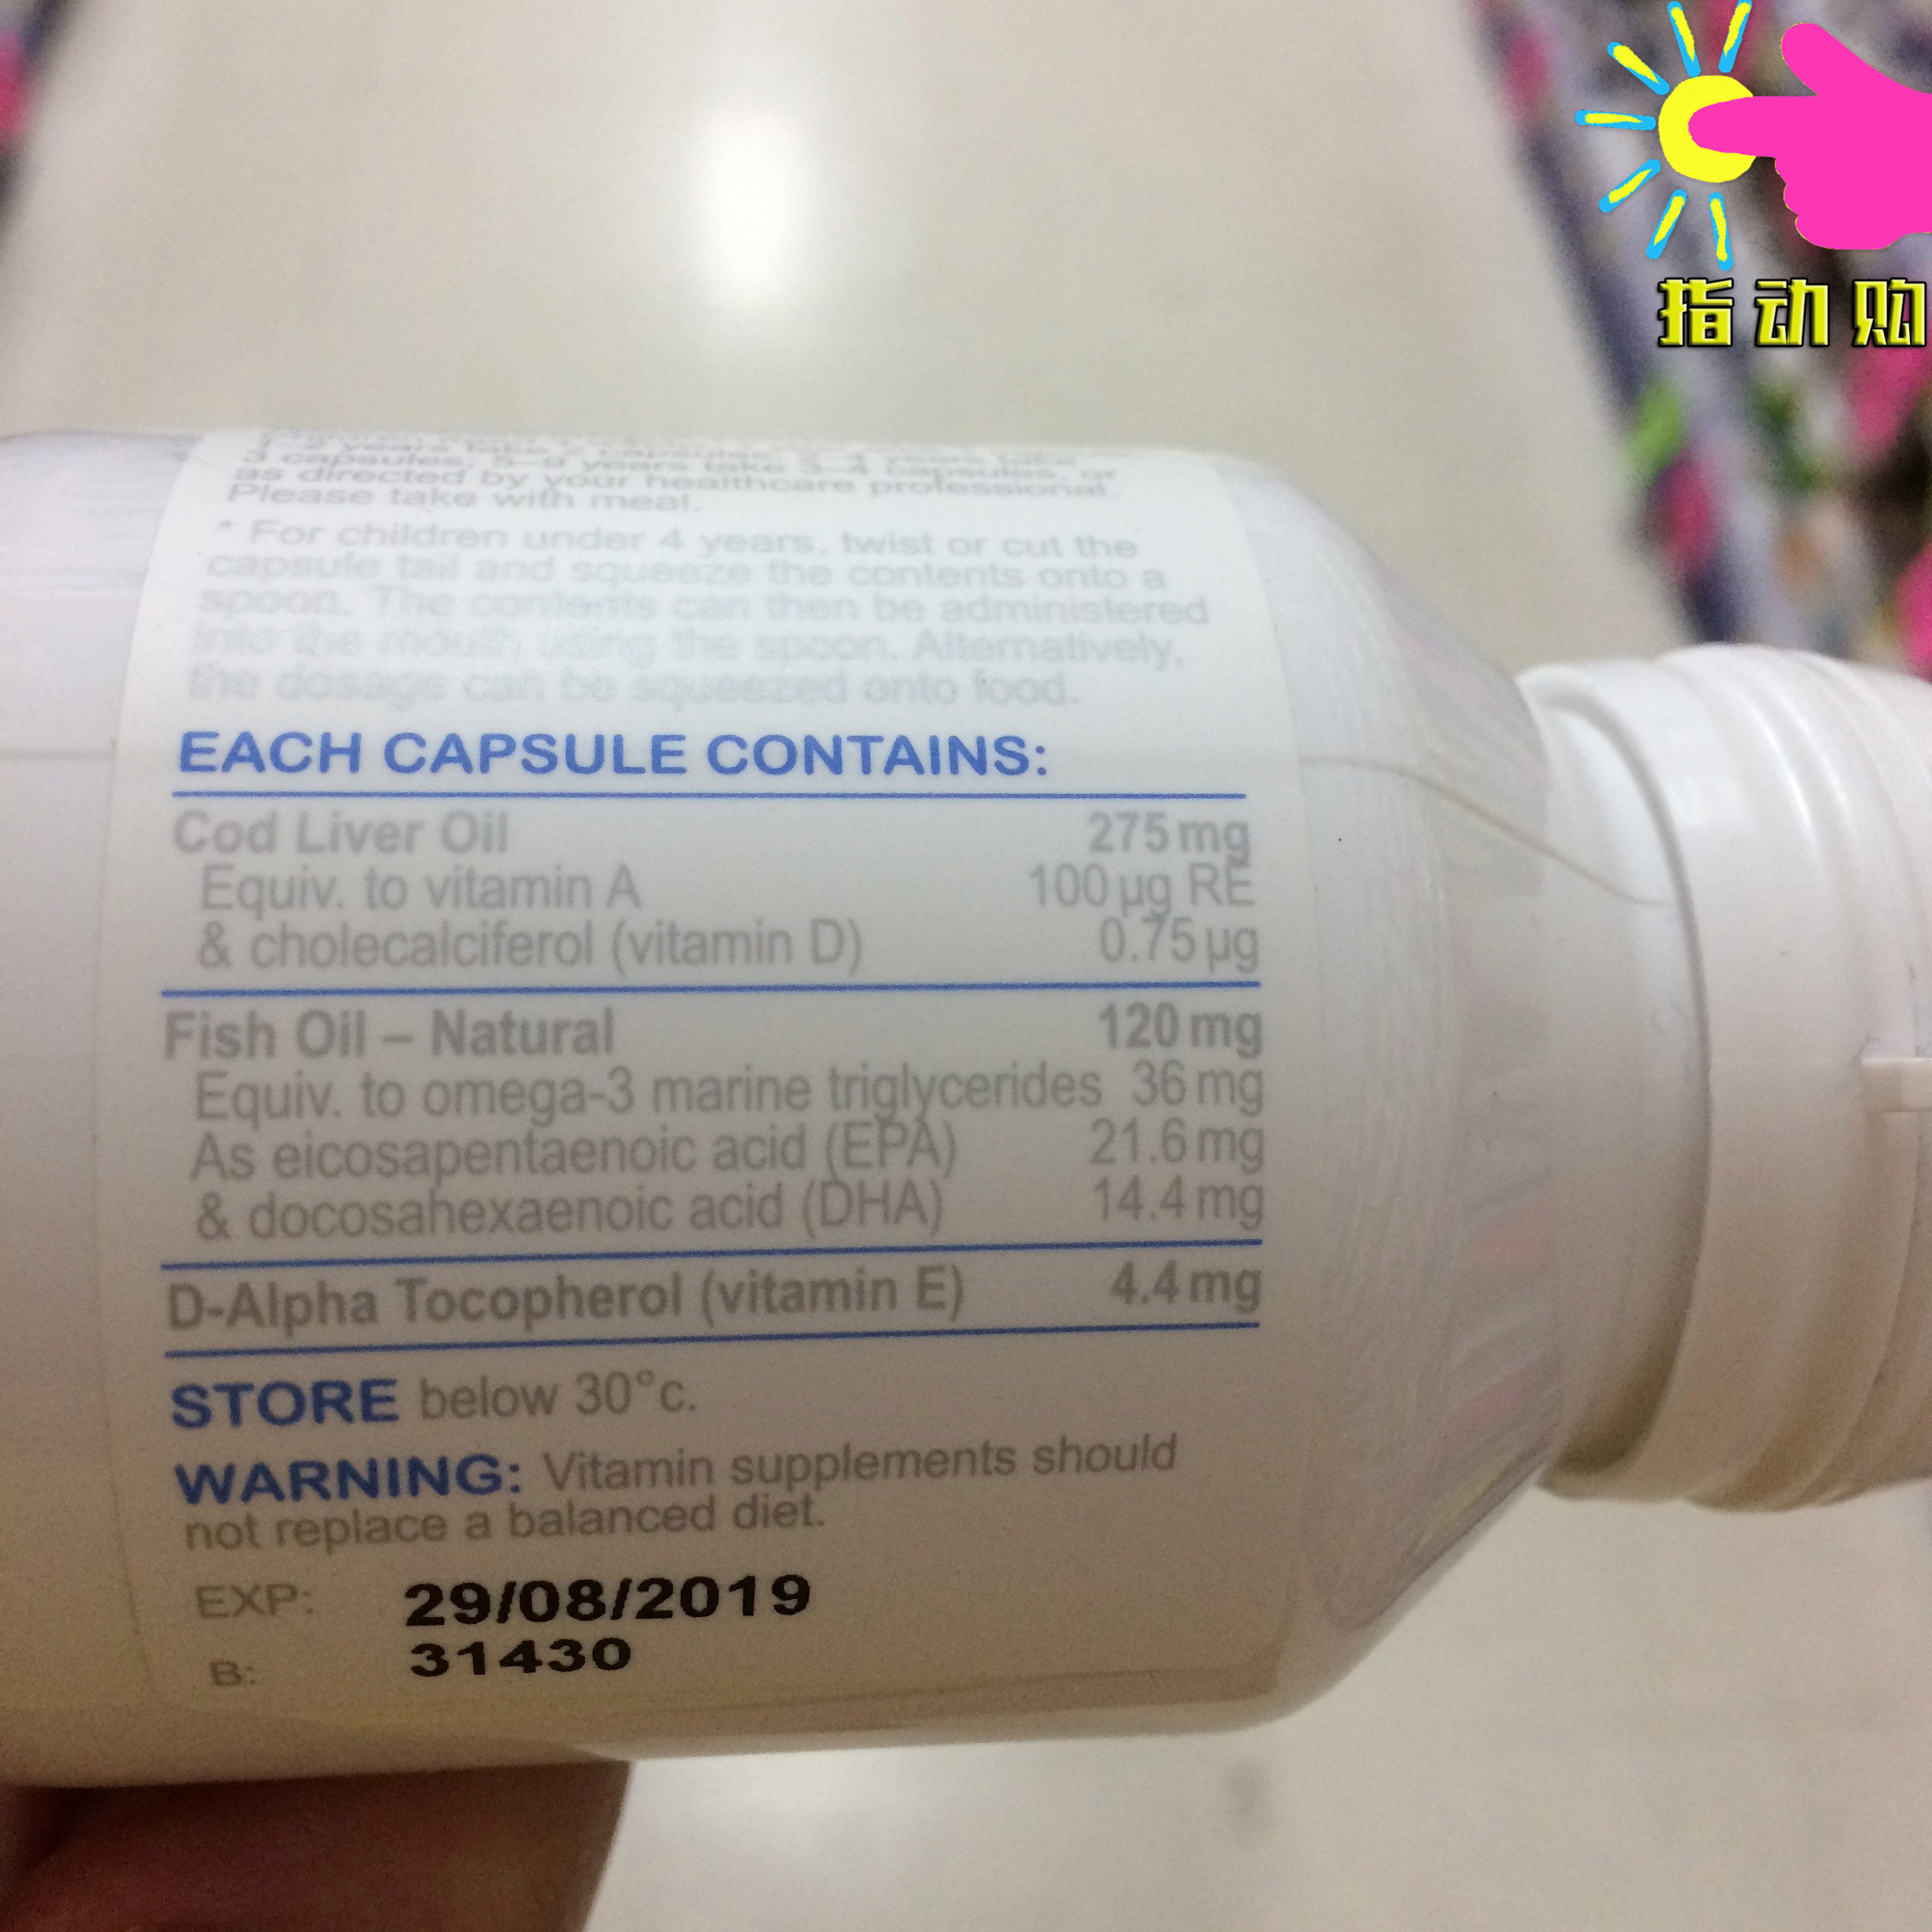 指动购
3 capsules, 5–9 years take 3–4 capsules, or
as directed by your healthcare professional.
Please take with meal.
* For children under 4 years, twist or cut the
capsule tail and squeeze the contents onto a
spoon. The contents can then be administered
into the mouth using the spoon. Alternatively,
the dosage can be squeezed onto food.
EACH CAPSULE CONTAINS:
Cod Liver Oil 275 mg
Equiv. to vitamin A 100 µg RE
& cholecalciferol (vitamin D) 0.75 µg
Fish Oil – Natural 120 mg
Equiv. to omega-3 marine triglycerides 36 mg
As eicosapentaenoic acid (EPA) 21.6 mg
& docosahexaenoic acid (DHA) 14.4 mg
D-Alpha Tocopherol (vitamin E) 4.4 mg
STORE below 30°c.
WARNING: Vitamin supplements should
not replace a balanced diet.
EXP: 29/08/2019
B: 31430